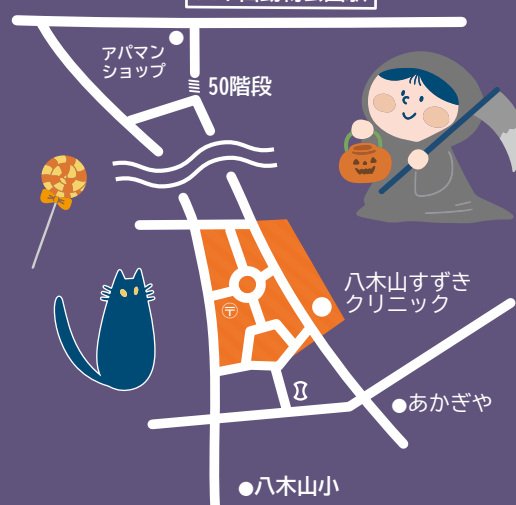 アパマン
ショップ
50階段
八木山すずき
クリニック
〒
あかぎや
八木山小